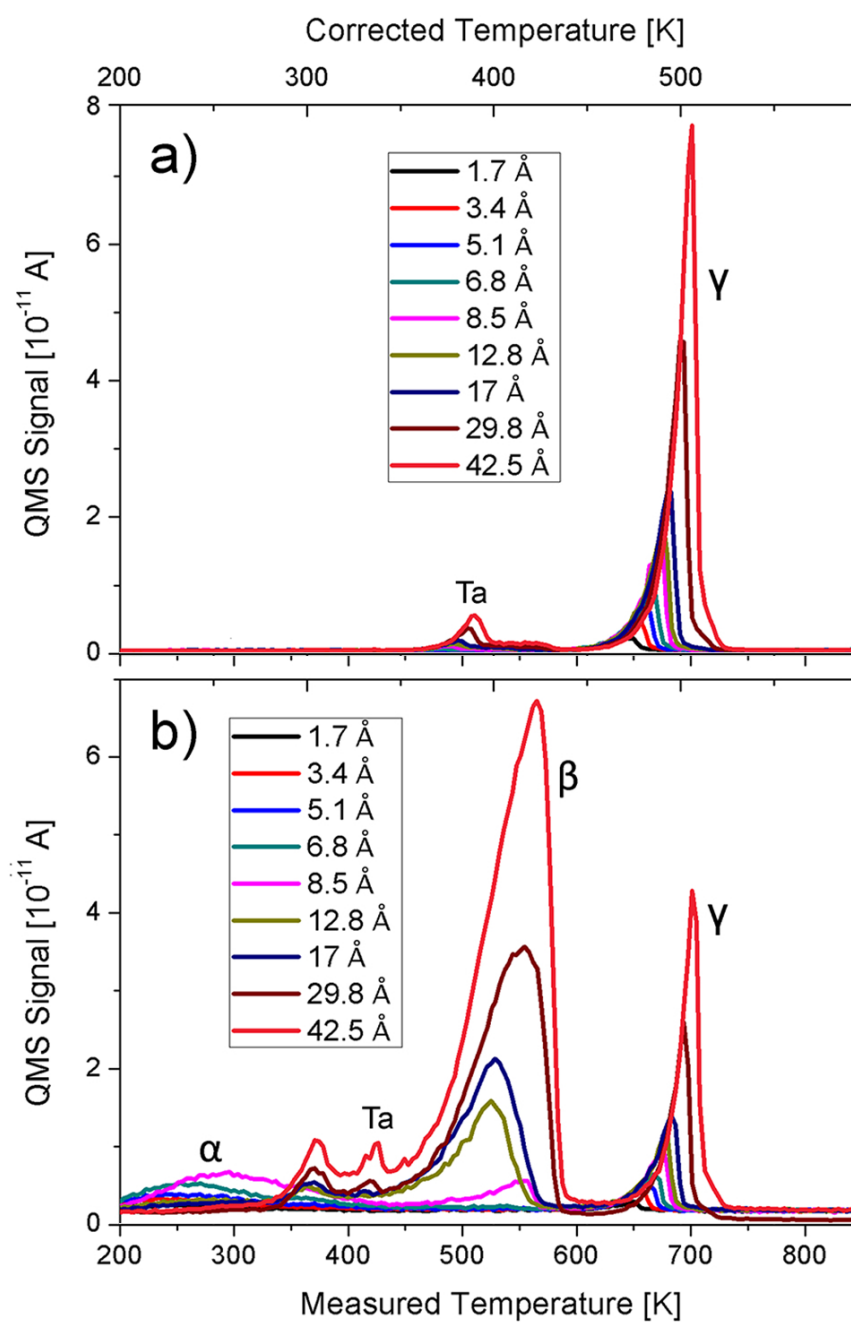 Corrected Temperature [K]
200 300 400 500
8
6
4
2
0
QMS Signal [10⁻¹¹ A]
a)
1.7 Å
3.4 Å
5.1 Å
6.8 Å
8.5 Å
12.8 Å
17 Å
29.8 Å
42.5 Å
Ta
γ
6
4
2
0
QMS Signal [10⁻¹¹ A]
b)
1.7 Å
3.4 Å
5.1 Å
6.8 Å
8.5 Å
12.8 Å
17 Å
29.8 Å
42.5 Å
α
Ta
β
γ
200 300 400 500 600 700 800
Measured Temperature [K]